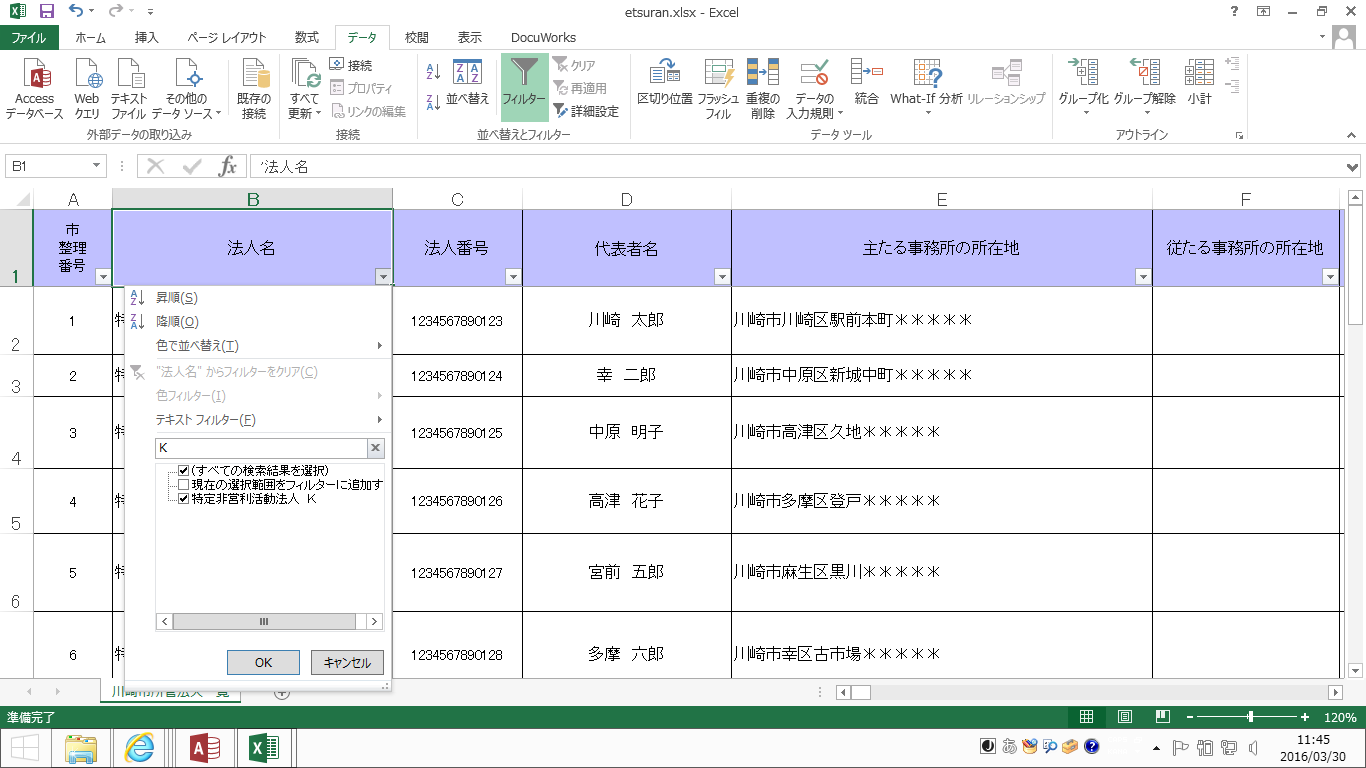 etsuran.xlsx - Excel
ファイル ホーム 挿入 ページ レイアウト 数式 データ 校閲 表示 DocuWorks
Access
データベース
Web
クエリ
テキスト
ファイル
その他の
データ ソース
既存の
接続
外部データの取り込み
すべて
更新
接続
プロパティ
リンクの編集
接続
並べ替え
フィルター
クリア
再適用
詳細設定
並べ替えとフィルター
区切り位置
フラッシュ
フィル
重複の
削除
データの
入力規則
統合
What-If 分析
リレーションシップ
データ ツール
グループ化
グループ解除
小計
アウトライン
B1
'法人名
A B C D E F
1
市
整理
番号
法人名
法人番号
代表者名
主たる事務所の所在地
従たる事務所の所在地
2 1 1234567890123 川崎 太郎 川崎市川崎区駅前本町＊＊＊＊＊
3 2 1234567890124 幸 二郎 川崎市中原区新城中町＊＊＊＊＊
4 3 1234567890125 中原 明子 川崎市高津区久地＊＊＊＊＊
5 4 1234567890126 高津 花子 川崎市多摩区登戸＊＊＊＊＊
6 5 1234567890127 宮前 五郎 川崎市麻生区黒川＊＊＊＊＊
6 1234567890128 多摩 六郎 川崎市幸区古市場＊＊＊＊＊
昇順(S)
降順(O)
色で並べ替え(T)
"法人名" からフィルターをクリア(C)
色フィルター(I)
テキスト フィルター(F)
K
(すべての検索結果を選択)
現在の選択範囲をフィルターに追加す
特定非営利活動法人 K
OK
キャンセル
川崎市所管法人一覧
準備完了
120%
11:45
2016/03/30